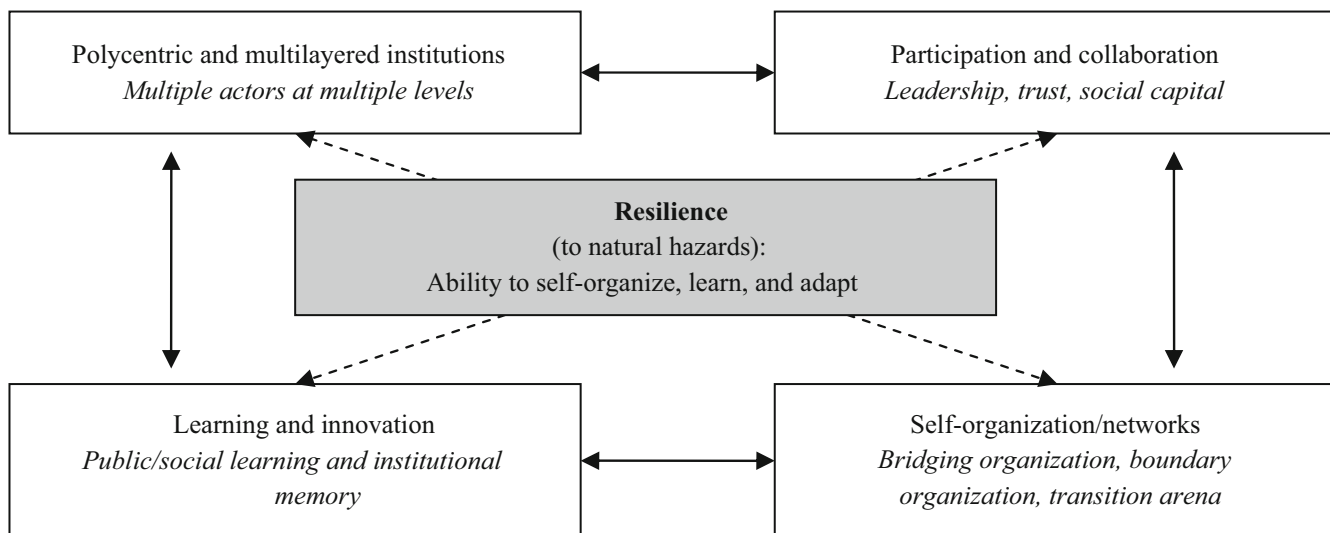 Polycentric and multilayered institutions
Multiple actors at multiple levels
Participation and collaboration
Leadership, trust, social capital
Resilience
(to natural hazards):
Ability to self-organize, learn, and adapt
Learning and innovation
Public/social learning and institutional
memory
Self-organization/networks
Bridging organization, boundary
organization, transition arena